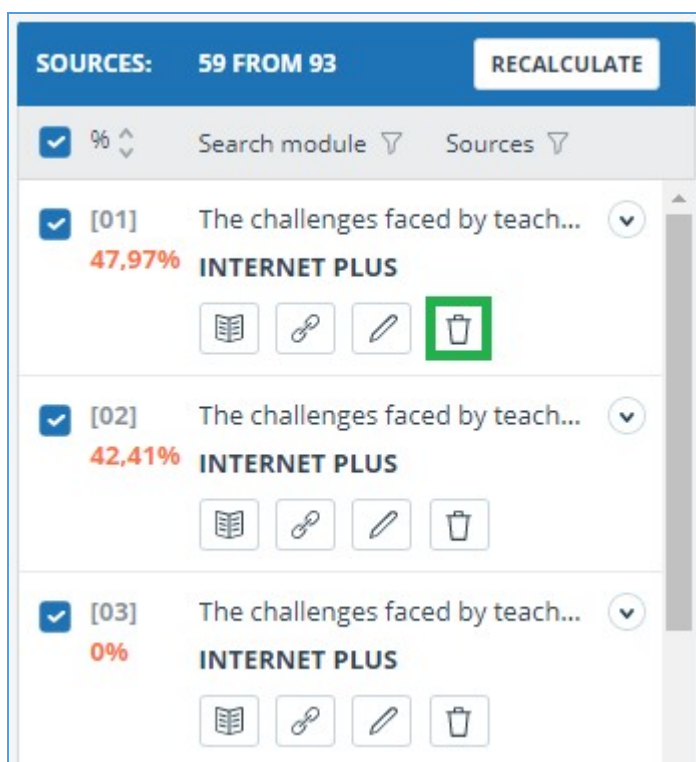 SOURCES: 59 FROM 93 RECALCULATE
% Search module Sources
[01] The challenges faced by teach...
47,97% INTERNET PLUS
[02] The challenges faced by teach...
42,41% INTERNET PLUS
[03] The challenges faced by teach...
0% INTERNET PLUS